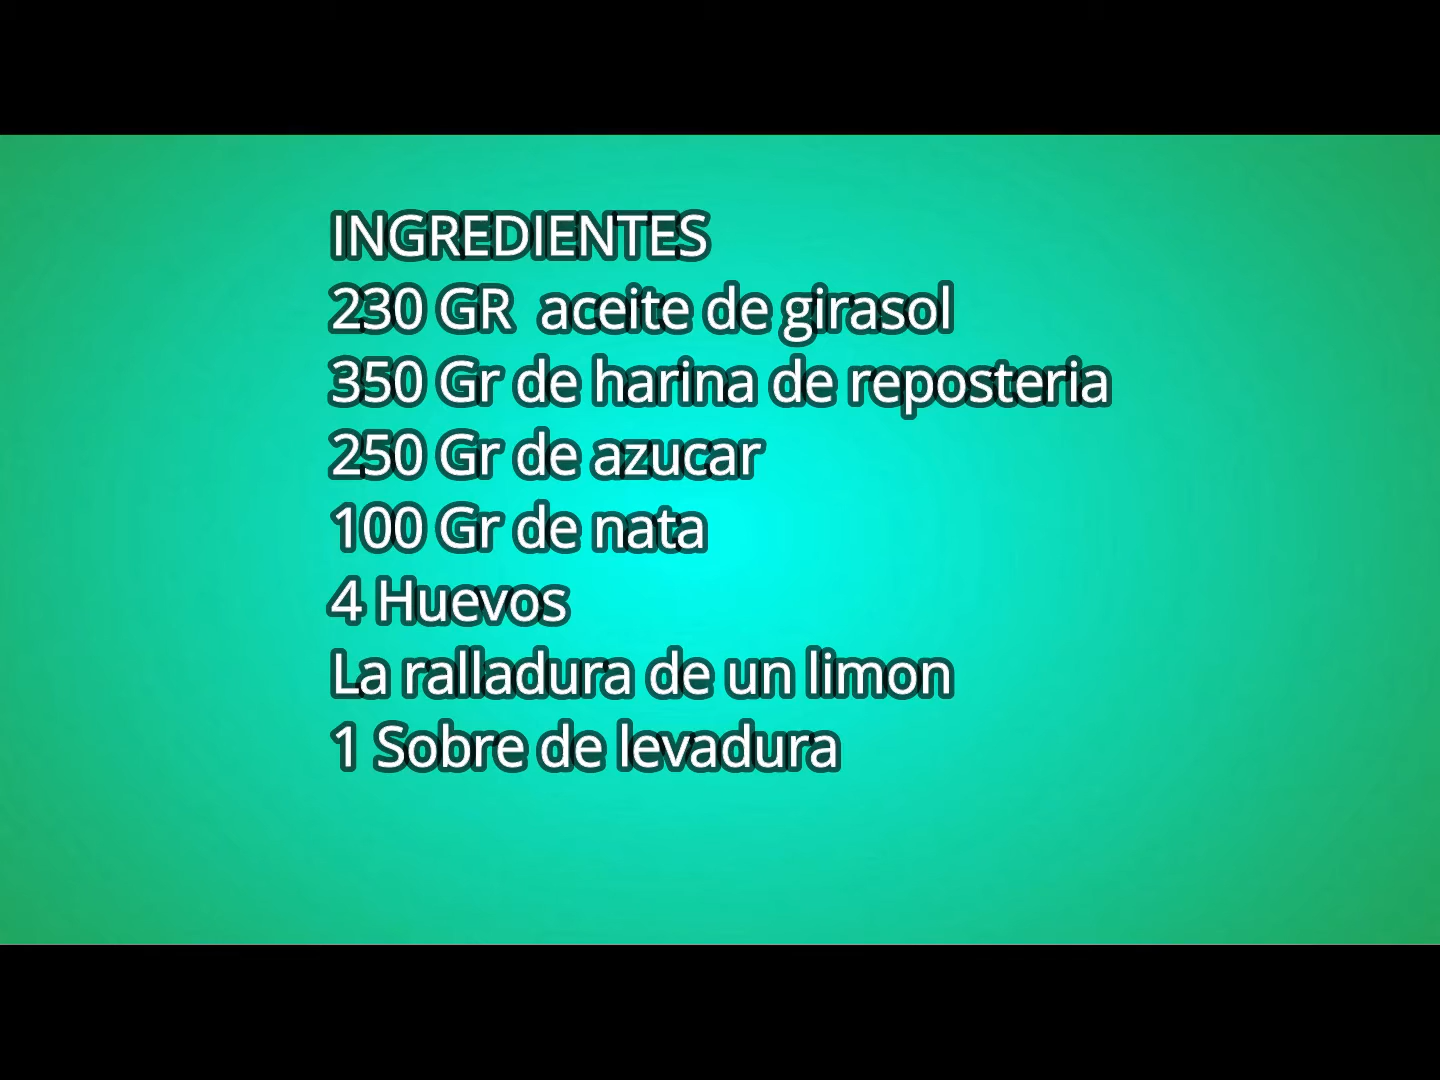 INGREDIENTES
230 GR  aceite de girasol
350 Gr de harina de reposteria
250 Gr de azucar
100 Gr de nata
4 Huevos
La ralladura de un limon
1 Sobre de levadura